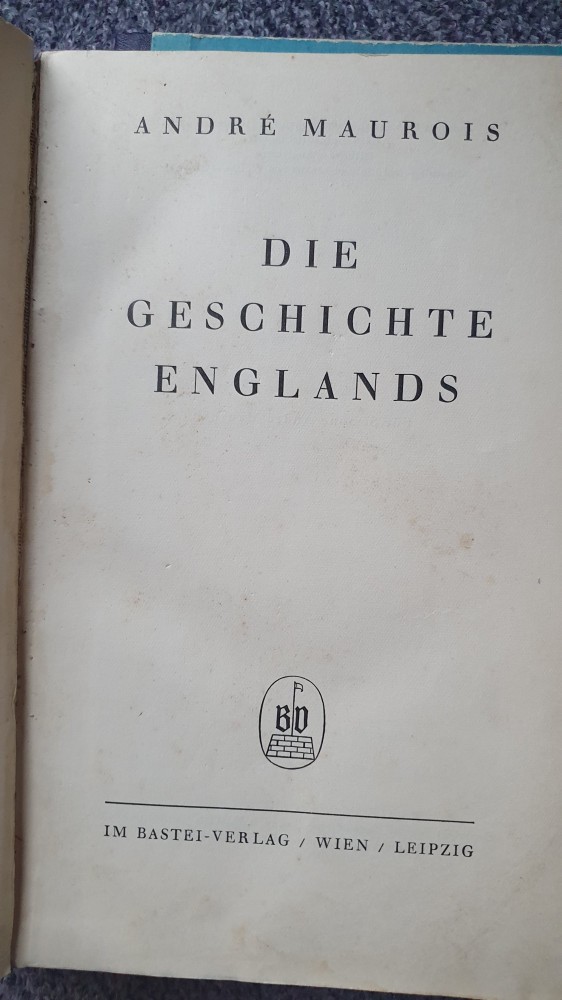 ANDRÉ MAUROIS
DIE
GESCHICHTE
ENGLANDS
BV
IM BASTEI-VERLAG / WIEN / LEIPZIG